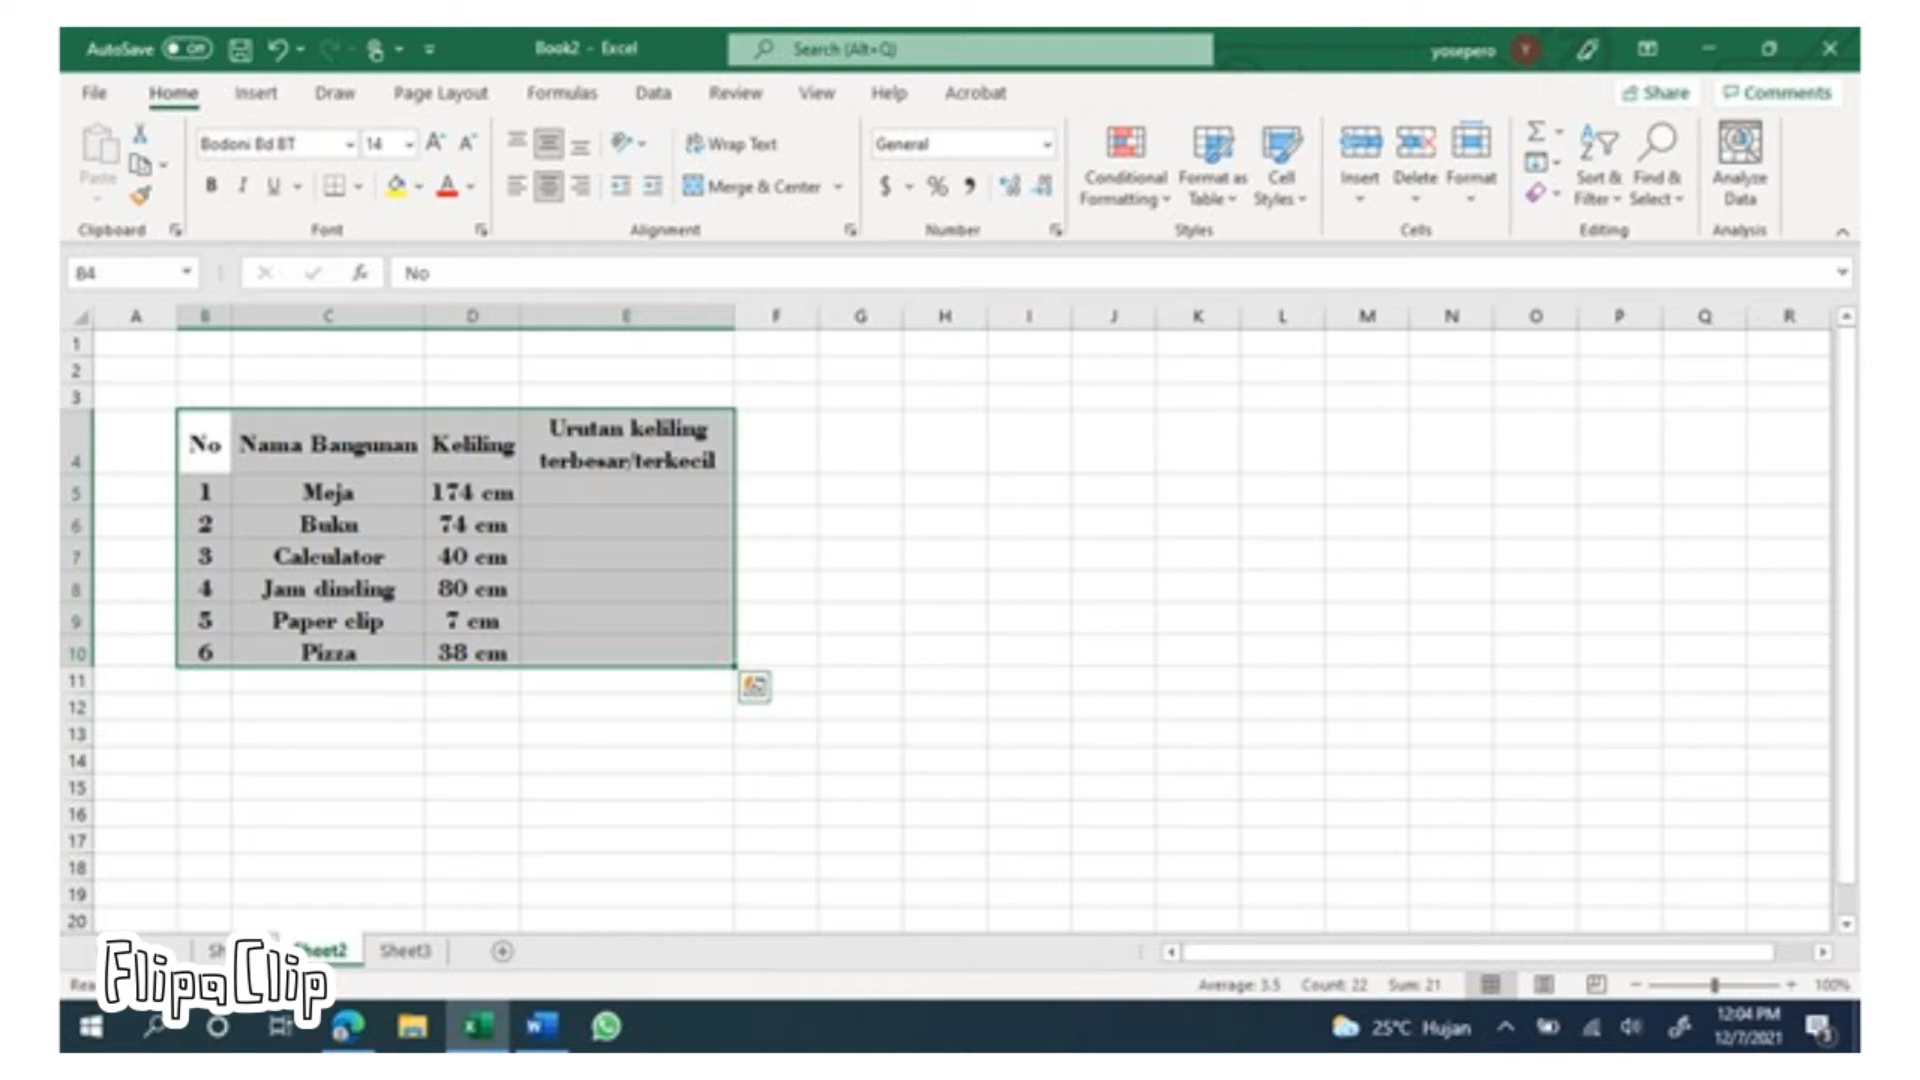 AutoSave Off Book2 - Excel Search (Alt+Q) yosepero Y
File Home Insert Draw Page Layout Formulas Data Review View Help Acrobat Share Comments
Paste Bodoni Bd BT 14 Wrap Text General Conditional Formatting Format as Table Cell Styles Insert Delete Format Sort & Filter Find & Select Analyze Data
B I U Merge & Center $ %
Clipboard Font Alignment Number Styles Cells Editing Analysis
B4 fx No
A B C D E F G H I J K L M N O P Q R
1
2
3
4 No Nama Bangunan Keliling Urutan keliling
terbesar/terkecil
5 1 Meja 174 cm
6 2 Buku 74 cm
7 3 Calculator 40 cm
8 4 Jam dinding 80 cm
9 5 Paper clip 7 cm
10 6 Pizza 38 cm
11
12
13
14
15
16
17
18
19
20
Sheet2 Sheet3
FlipaClip
Average: 3.5 Count: 22 Sum: 21 100%
25°C Hujan 12:04 PM
12/7/2021